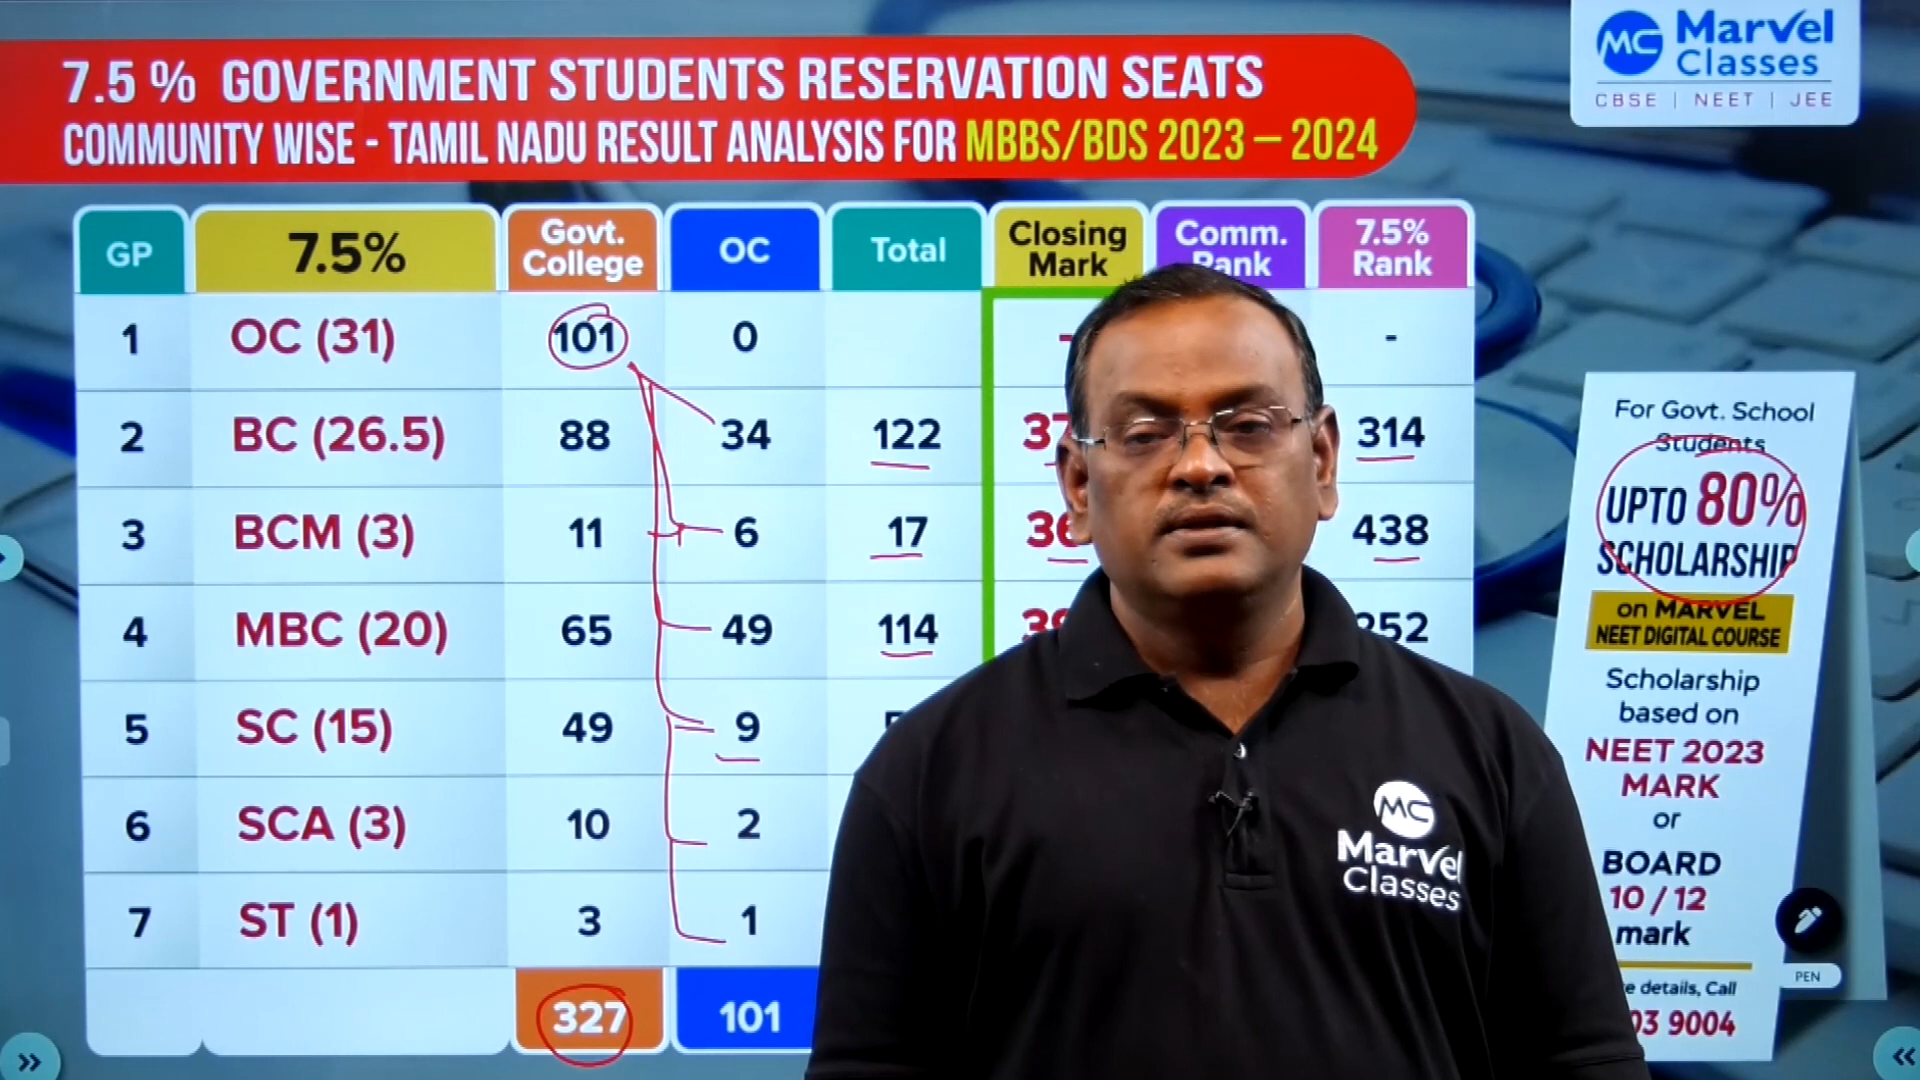 MC Marvel
Classes
CBSE | NEET | JEE
7.5 % GOVERNMENT STUDENTS RESERVATION SEATS
COMMUNITY WISE - TAMIL NADU RESULT ANALYSIS FOR MBBS/BDS 2023 – 2024
GP 7.5% Govt. College OC Total Closing Mark Comm. Rank 7.5% Rank
1 OC (31) 101 0 - -
2 BC (26.5) 88 34 122 314
3 BCM (3) 11 6 17 438
4 MBC (20) 65 49 114
5 SC (15) 49 9
6 SCA (3) 10 2
7 ST (1) 3 1
327 101
For Govt. School
Students
UPTO 80%
SCHOLARSHIP
on MARVEL
NEET DIGITAL COURSE
Scholarship
based on
NEET 2023
MARK
or
BOARD
10 / 12
mark
details, Call
9004
PEN
MC
Marvel
Classes